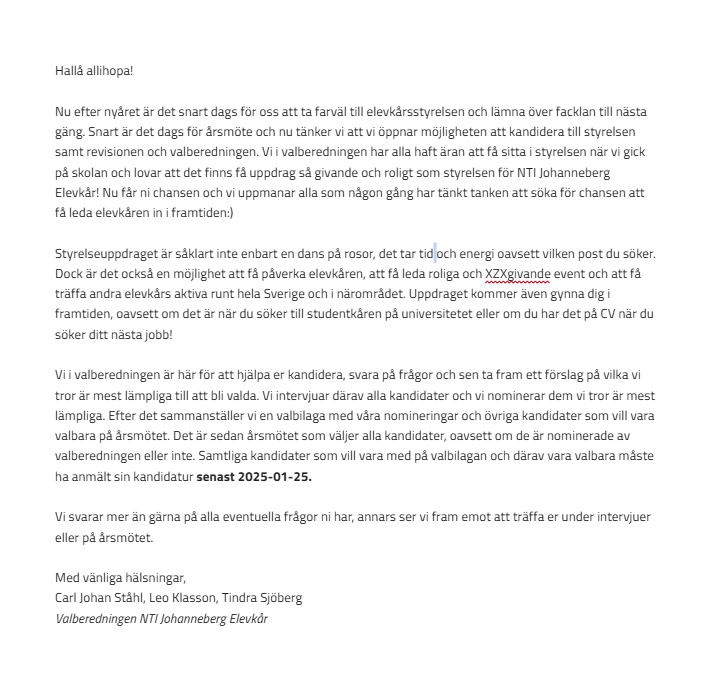 Hallå allihopa!
Nu efter nyåret är det snart dags för oss att ta farväl till elevkårsstyrelsen och lämna över facklan till nästa
gäng. Snart är det dags för årsmöte och nu tänker vi att vi öppnar möjligheten att kandidera till styrelsen
samt revisionen och valberedningen. Vi i valberedningen har alla haft äran att få sitta i styrelsen när vi gick
på skolan och lovar att det finns få uppdrag så givande och roligt som styrelsen för NTI Johanneberg
Elevkår! Nu får ni chansen och vi uppmanar alla som någon gång har tänkt tanken att söka för chansen att
få leda elevkåren in i framtiden:)
Styrelseuppdraget är såklart inte enbart en dans på rosor, det tar tid och energi oavsett vilken post du söker.
Dock är det också en möjlighet att få påverka elevkåren, att få leda roliga och XZXgivande event och att få
träffa andra elevkårs aktiva runt hela Sverige och i närområdet. Uppdraget kommer även gynna dig i
framtiden, oavsett om det är när du söker till studentkåren på universitetet eller om du har det på CV när du
söker ditt nästa jobb!
Vi i valberedningen är här för att hjälpa er kandidera, svara på frågor och sen ta fram ett förslag på vilka vi
tror är mest lämpliga till att bli valda. Vi intervjuar därav alla kandidater och vi nominerar dem vi tror är mest
lämpliga. Efter det sammanställer vi en valbilaga med våra nomineringar och övriga kandidater som vill vara
valbara på årsmötet. Det är sedan årsmötet som väljer alla kandidater, oavsett om de är nominerade av
valberedningen eller inte. Samtliga kandidater som vill vara med på valbilagan och därav vara valbara måste
ha anmält sin kandidatur senast 2025-01-25.
Vi svarar mer än gärna på alla eventuella frågor ni har, annars ser vi fram emot att träffa er under intervjuer
eller på årsmötet.
Med vänliga hälsningar,
Carl Johan Ståhl, Leo Klasson, Tindra Sjöberg
Valberedningen NTI Johanneberg Elevkår